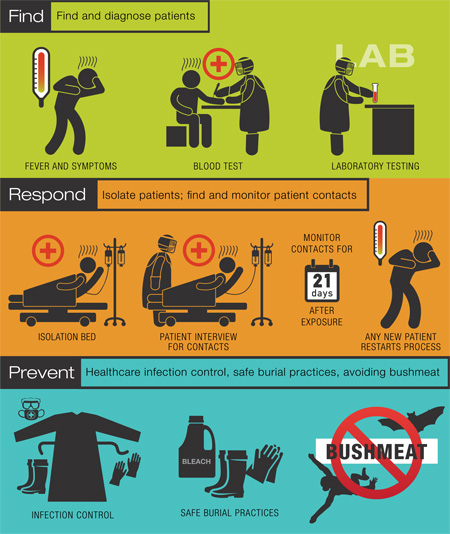 Find Find and diagnose patients
LAB
FEVER AND SYMPTOMS
BLOOD TEST
LABORATORY TESTING
Respond Isolate patients; find and monitor patient contacts
ISOLATION BED
PATIENT INTERVIEW
FOR CONTACTS
MONITOR
CONTACTS FOR
21
days
AFTER
EXPOSURE
ANY NEW PATIENT
RESTARTS PROCESS
Prevent Healthcare infection control, safe burial practices, avoiding bushmeat
INFECTION CONTROL
BLEACH
SAFE BURIAL PRACTICES
BUSHMEAT